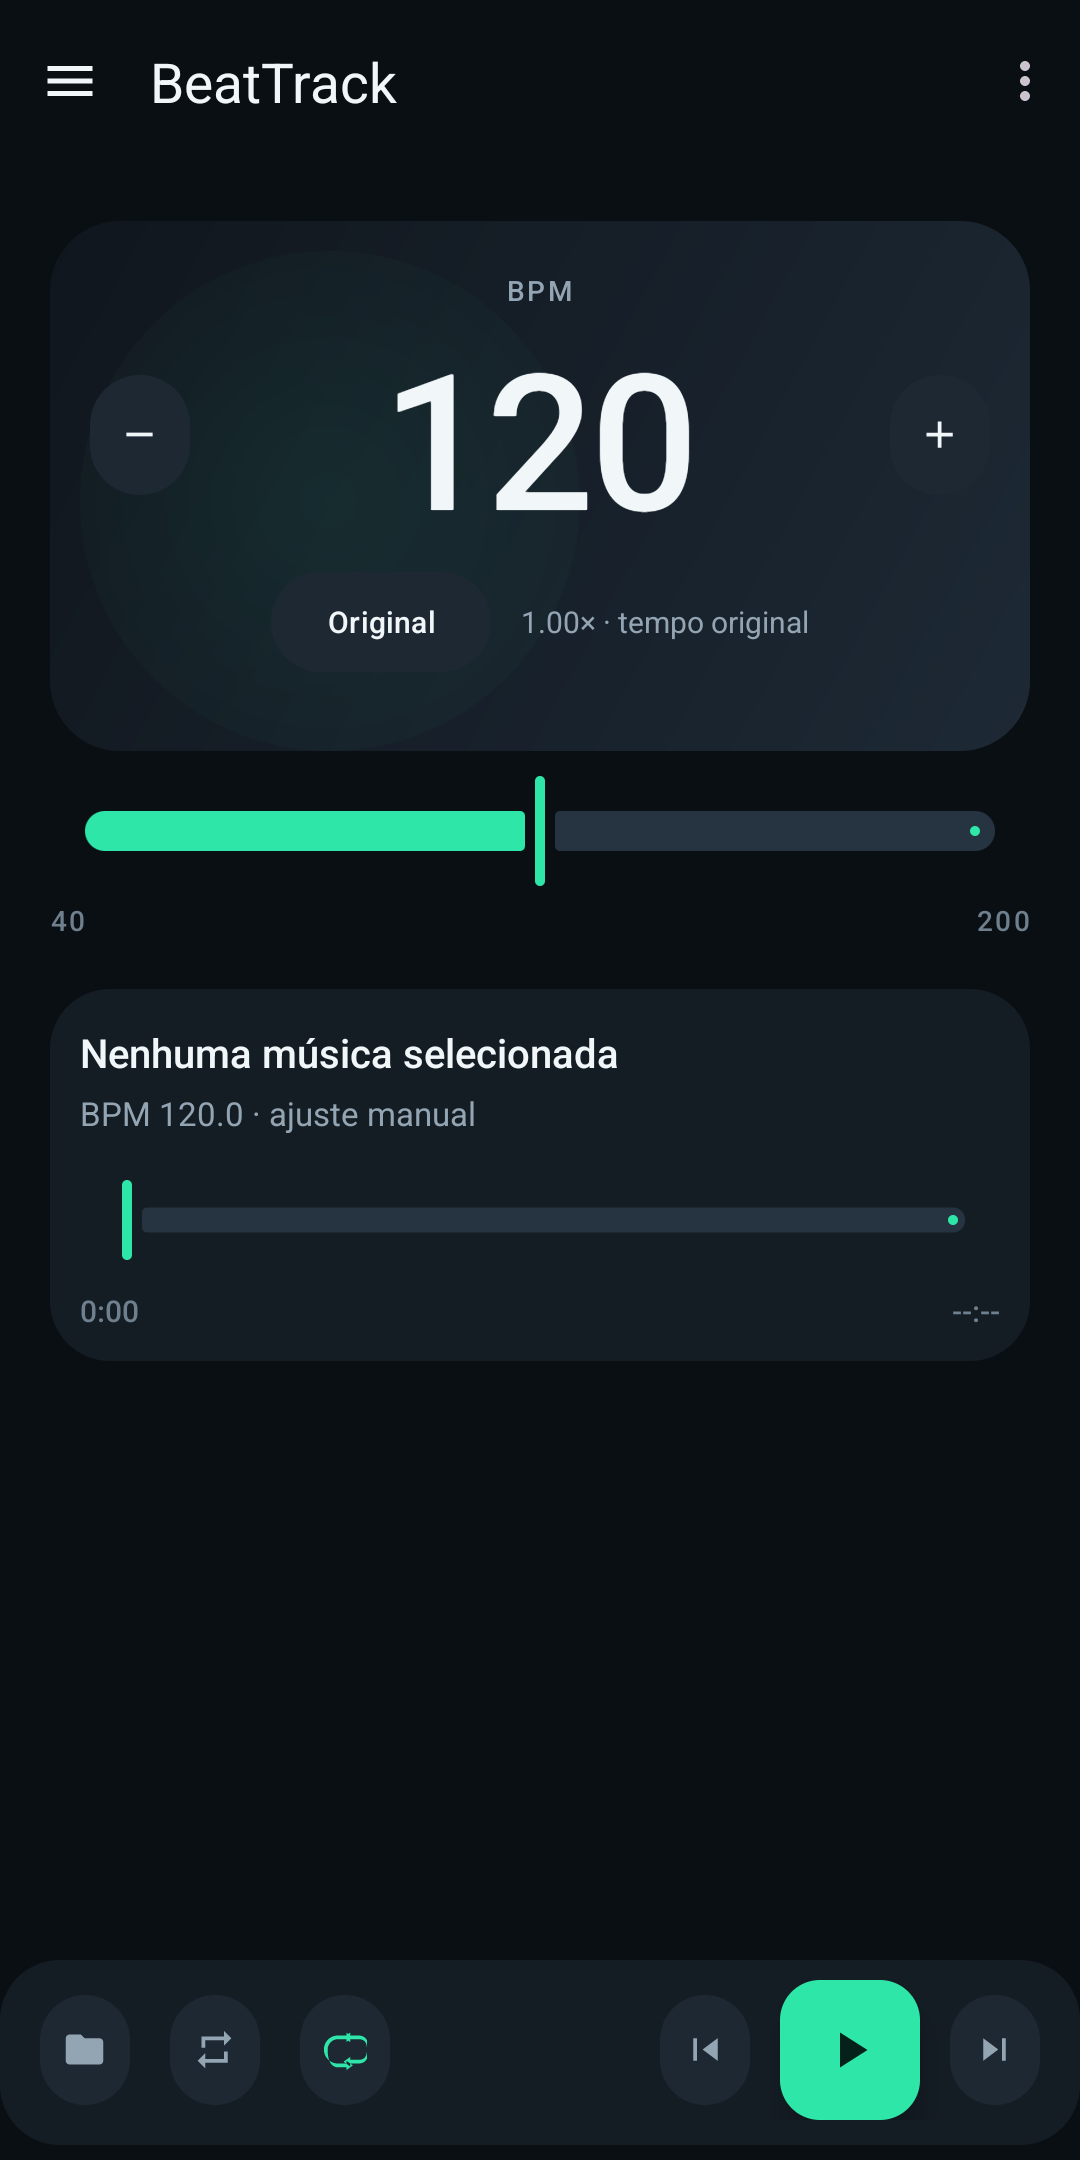 BeatTrack
BPM
−
120
+
Original
1.00× · tempo original
40
200
Nenhuma música selecionada
BPM 120.0 · ajuste manual
0:00
--:--